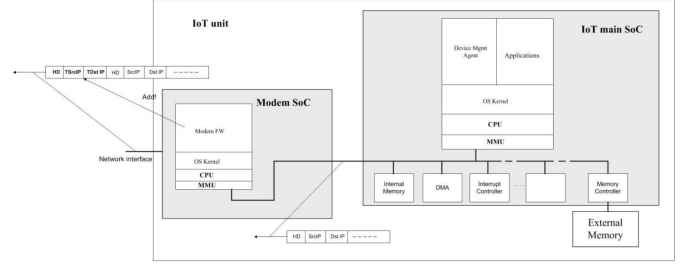 IoT unit
IoT main SoC
Device Mgmt
Agent
Applications
OS Kernel
CPU
MMU
HD TSrcIP TDst IP HD SrcIP Dst IP -----
Add!
Modem SoC
Modem FW
OS Kernel
CPU
MMU
Network interface
Internal
Memory
DMA
Interrupt
Controller
......
Memory
Controller
External
Memory
HD SrcIP Dst IP -----